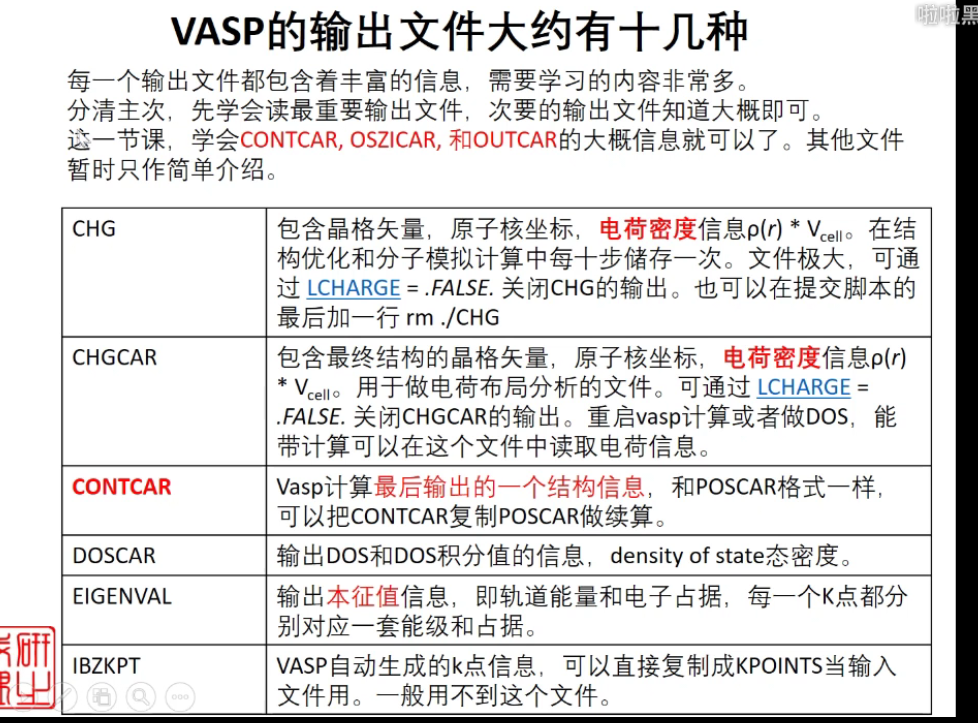 VASP的输出文件大约有十几种
啦啦黑
每一个输出文件都包含着丰富的信息，需要学习的内容非常多。
分清主次，先学会读最重要输出文件，次要的输出文件知道大概即可。
这一节课，学会CONTCAR, OSZICAR, 和OUTCAR的大概信息就可以了。其他文件
暂时只作简单介绍。
CHG
包含晶格矢量，原子核坐标，电荷密度信息ρ(r) * Vcell。在结
构优化和分子模拟计算中每十步储存一次。文件极大，可通
过 LCHARGE = .FALSE. 关闭CHG的输出。也可以在提交脚本的
最后加一行 rm ./CHG
CHGCAR
包含最终结构的晶格矢量，原子核坐标，电荷密度信息ρ(r)
* Vcell。用于做电荷布局分析的文件。可通过 LCHARGE =
.FALSE. 关闭CHGCAR的输出。重启vasp计算或者做DOS，能
带计算可以在这个文件中读取电荷信息。
CONTCAR
Vasp计算最后输出的一个结构信息，和POSCAR格式一样，
可以把CONTCAR复制POSCAR做续算。
DOSCAR
输出DOS和DOS积分值的信息，density of state态密度。
EIGENVAL
输出本征值信息，即轨道能量和电子占据，每一个K点都分
别对应一套能级和占据。
IBZKPT
VASP自动生成的k点信息，可以直接复制成KPOINTS当输入
文件用。一般用不到这个文件。